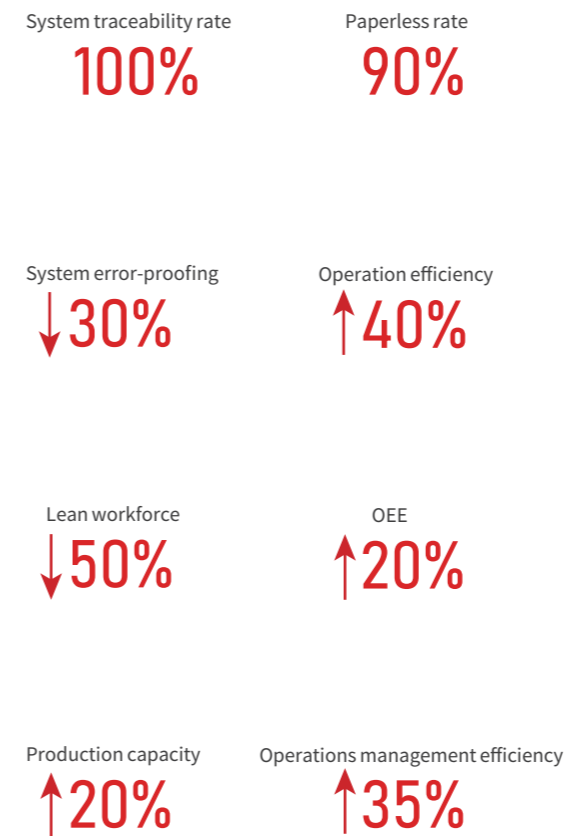 System traceability rate
Paperless rate
100%
90%
System error-proofing
Operation efficiency
↓30%
↑40%
Lean workforce
OEE
↓50%
↑20%
Production capacity
Operations management efficiency
↑20%
↑35%